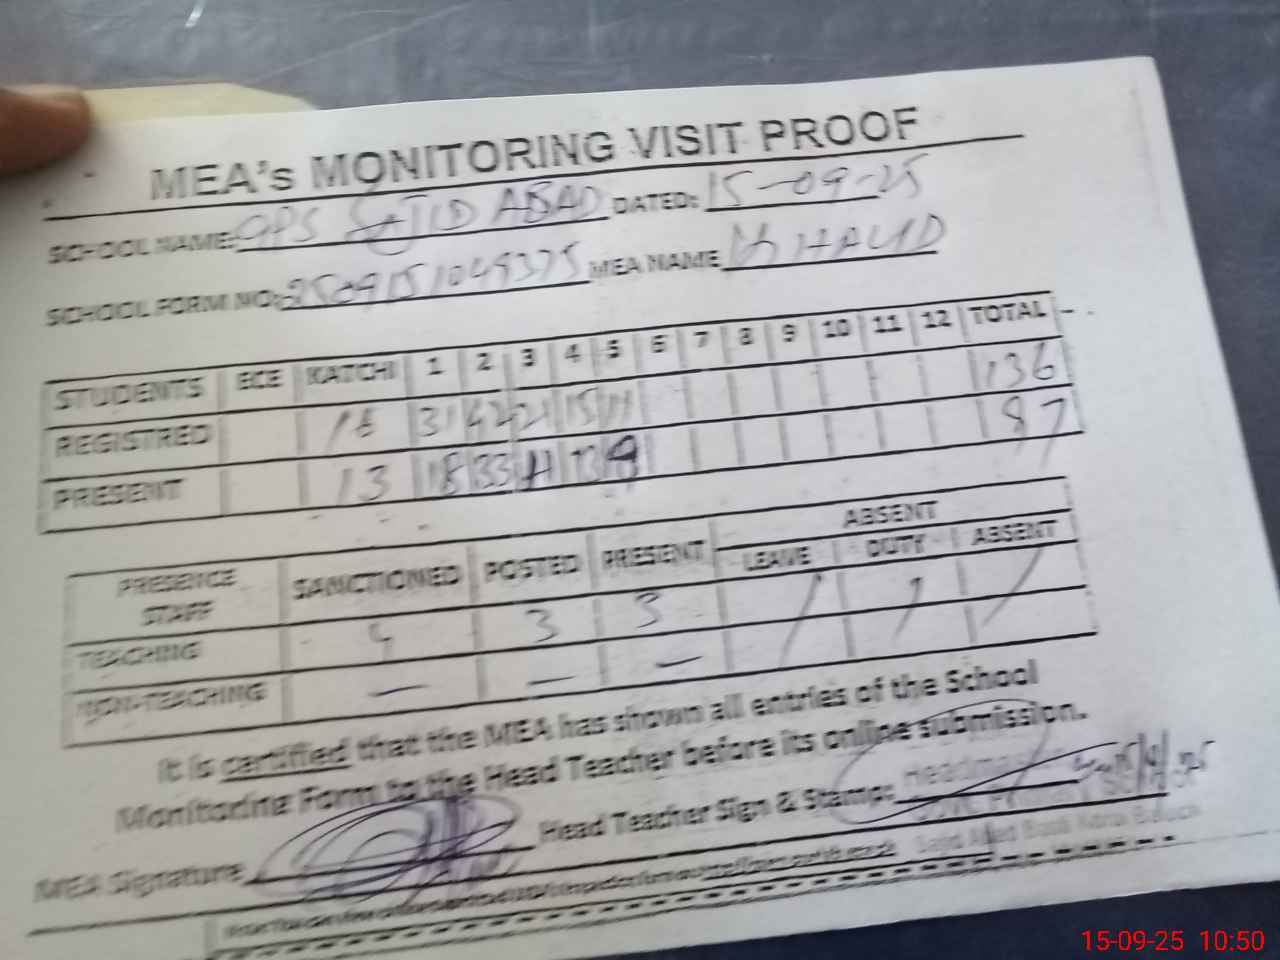 MEA's MONITORING VISIT PROOF
SCHOOL NAME: GPS SAJID ABAD DATED: 15-09-25
SCHOOL FORM NO: 2509151049375 MEA NAME KHALID
STUDENTS ECE KATCHI 1 2 3 4 5 6 7 8 9 10 11 12 TOTAL
REGISTRED 16 31 42 21 15 11 136
PRESENT 13 18 33 11 13 87
ABSENT
PRESENCE STAFF SANCTIONED POSTED PRESENT LEAVE DUTY ABSENT
TEACHING 3 3 / / /
NON-TEACHING — — —
It is certified that the MEA has shown all entries of the School
Monitoring Form to the Head Teacher before its online submission.
MEA Signature Head Teacher Sign & Stamp:
15-09-25 10:50